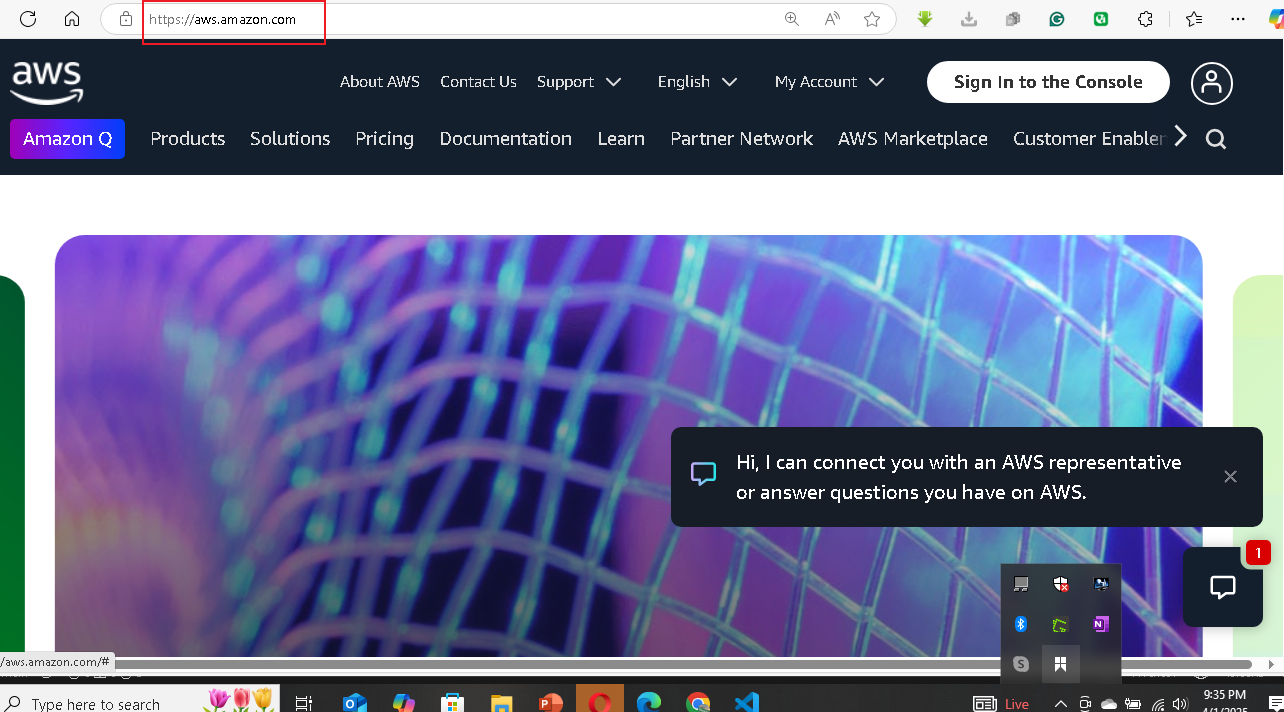 https://aws.amazon.com
aws
About AWS Contact Us Support English My Account Sign In to the Console
Amazon Q Products Solutions Pricing Documentation Learn Partner Network AWS Marketplace Customer Enabler
Hi, I can connect you with an AWS representative
or answer questions you have on AWS.
1
/aws.amazon.com/#
Type here to search
Live
9:35 PM
4/1/2025